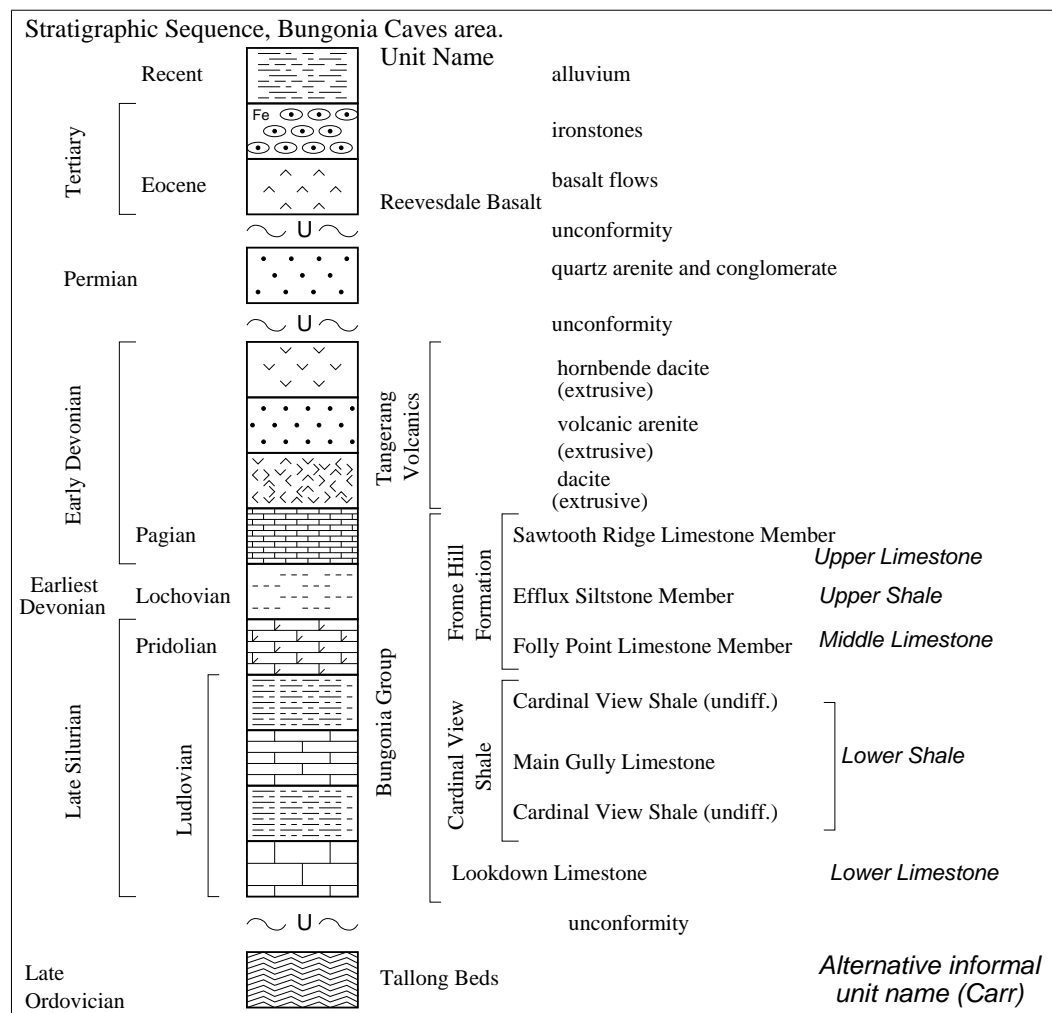 Stratigraphic Sequence, Bungonia Caves area.
Unit Name
Recent
alluvium
Tertiary
Fe
ironstones
Eocene
basalt flows
Reevesdale Basalt
U
unconformity
Permian
quartz arenite and conglomerate
U
unconformity
Early Devonian
Tangerang
Volcanics
hornbende dacite
(extrusive)
volcanic arenite
(extrusive)
dacite
(extrusive)
Pagian
Bungonia Group
Frome Hill
Formation
Sawtooth Ridge Limestone Member
Upper Limestone
Earliest
Devonian
Lochovian
Efflux Siltstone Member
Upper Shale
Late Silurian
Pridolian
Folly Point Limestone Member
Middle Limestone
Ludlovian
Cardinal View
Shale
Cardinal View Shale (undiff.)
Main Gully Limestone
Lower Shale
Cardinal View Shale (undiff.)
Lookdown Limestone
Lower Limestone
U
unconformity
Late
Ordovician
Tallong Beds
Alternative informal
unit name (Carr)